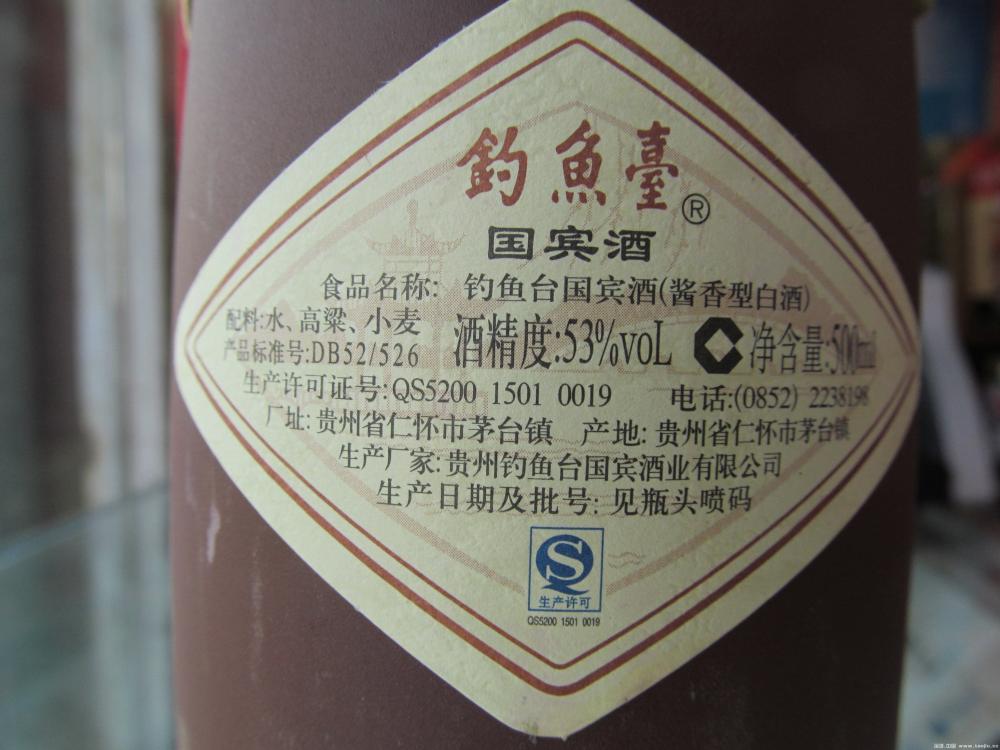 釣魚臺®
国宾酒
食品名称: 钓鱼台国宾酒(酱香型白酒)
配料:水、高粱、小麦
产品标准号:DB52/526
酒精度:53%voL
净含量:500ml
生产许可证号:QS5200 1501 0019 电话:(0852) 2238198
厂址:贵州省仁怀市茅台镇 产地:贵州省仁怀市茅台镇
生产厂家:贵州钓鱼台国宾酒业有限公司
生产日期及批号: 见瓶头喷码
生产许可
QS5200 1501 0019